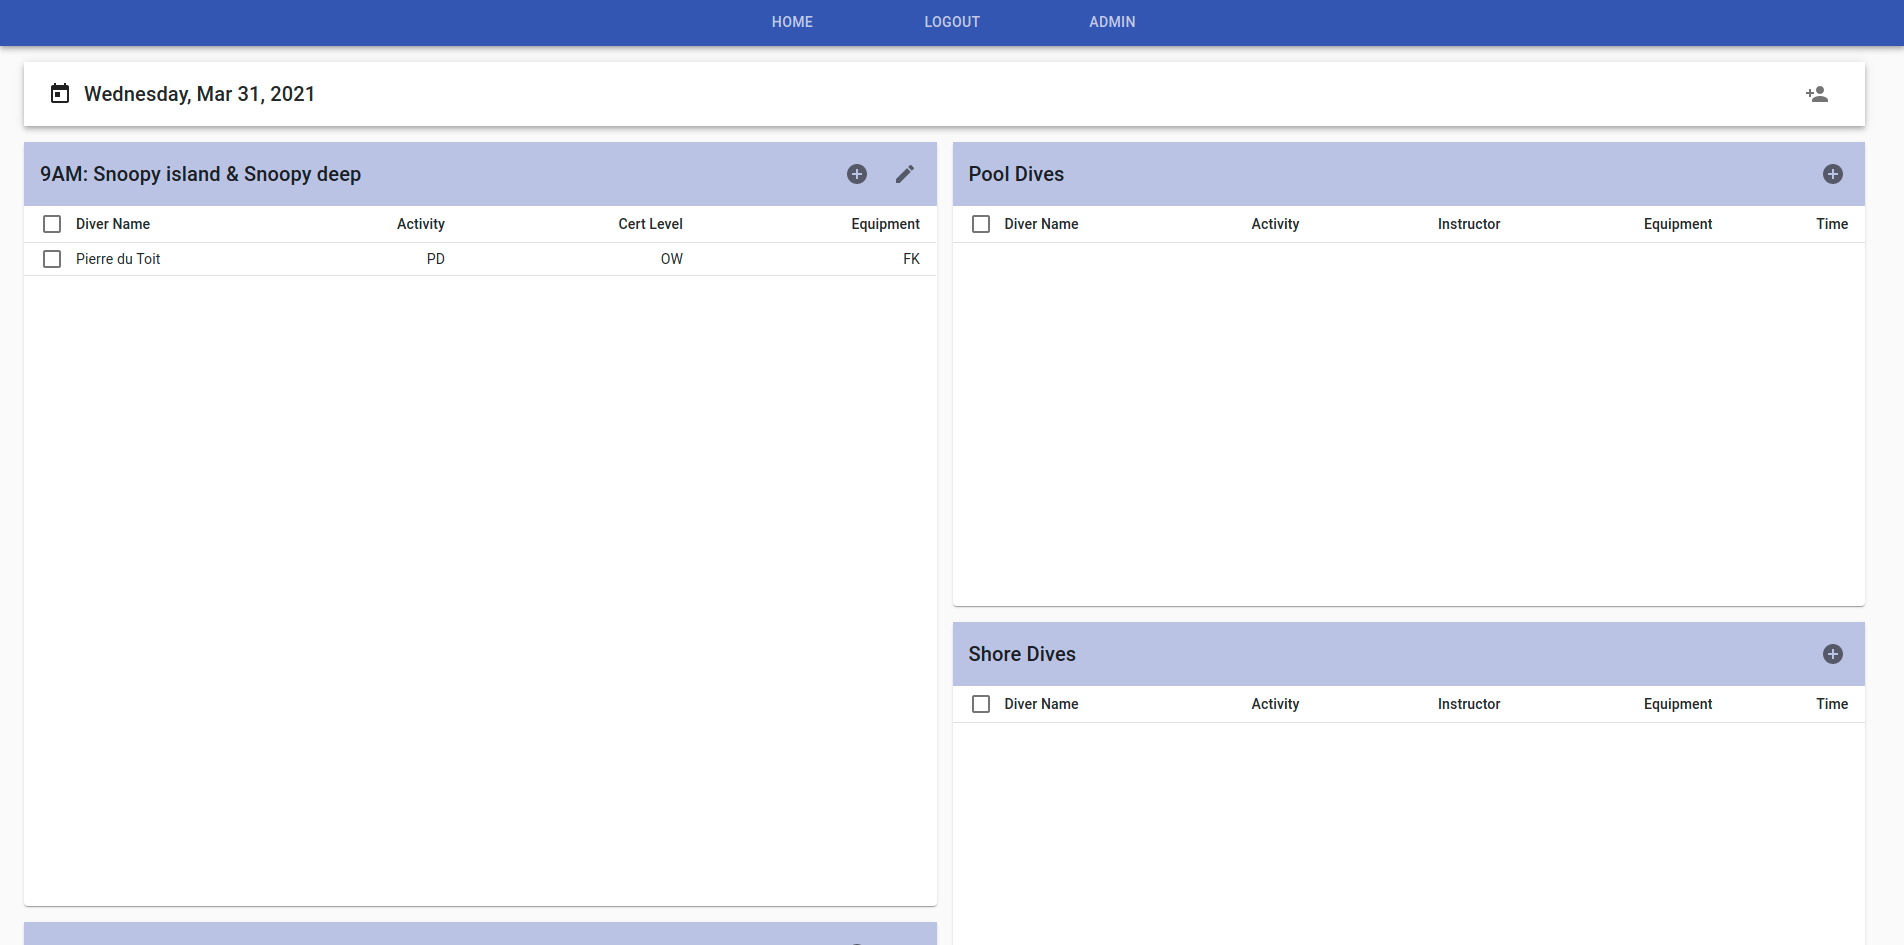 HOME LOGOUT ADMIN
Wednesday, Mar 31, 2021
9AM: Snoopy island & Snoopy deep
Diver Name Activity Cert Level Equipment
Pierre du Toit PD OW FK
Pool Dives
Diver Name Activity Instructor Equipment Time
Shore Dives
Diver Name Activity Instructor Equipment Time